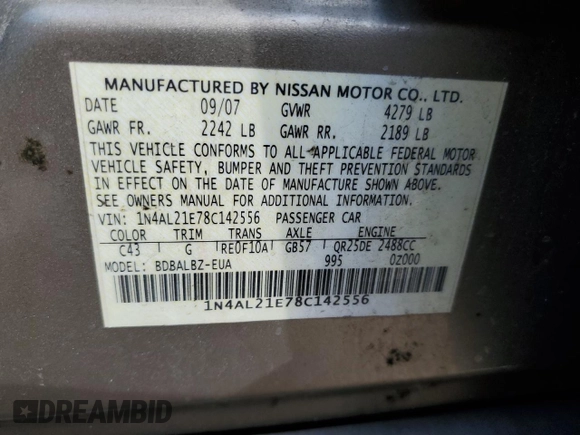 MANUFACTURED BY NISSAN MOTOR CO., LTD.
DATE 09/07 GVWR 4279 LB
GAWR FR. 2242 LB GAWR RR. 2189 LB
THIS VEHICLE CONFORMS TO ALL APPLICABLE FEDERAL MOTOR
VEHICLE SAFETY, BUMPER AND THEFT PREVENTION STANDARDS
IN EFFECT ON THE DATE OF MANUFACTURE SHOWN ABOVE.
SEE OWNERS MANUAL FOR ADDITIONAL INFORMATION.
VIN: 1N4AL21E78C142556 PASSENGER CAR
COLOR TRIM TRANS AXLE ENGINE
C43 G RE0F10A GB57 QR25DE 2488CC
MODEL: BDBALBZ-EUA 995 0Z000
1N4AL21E78C142556
DREAMBID